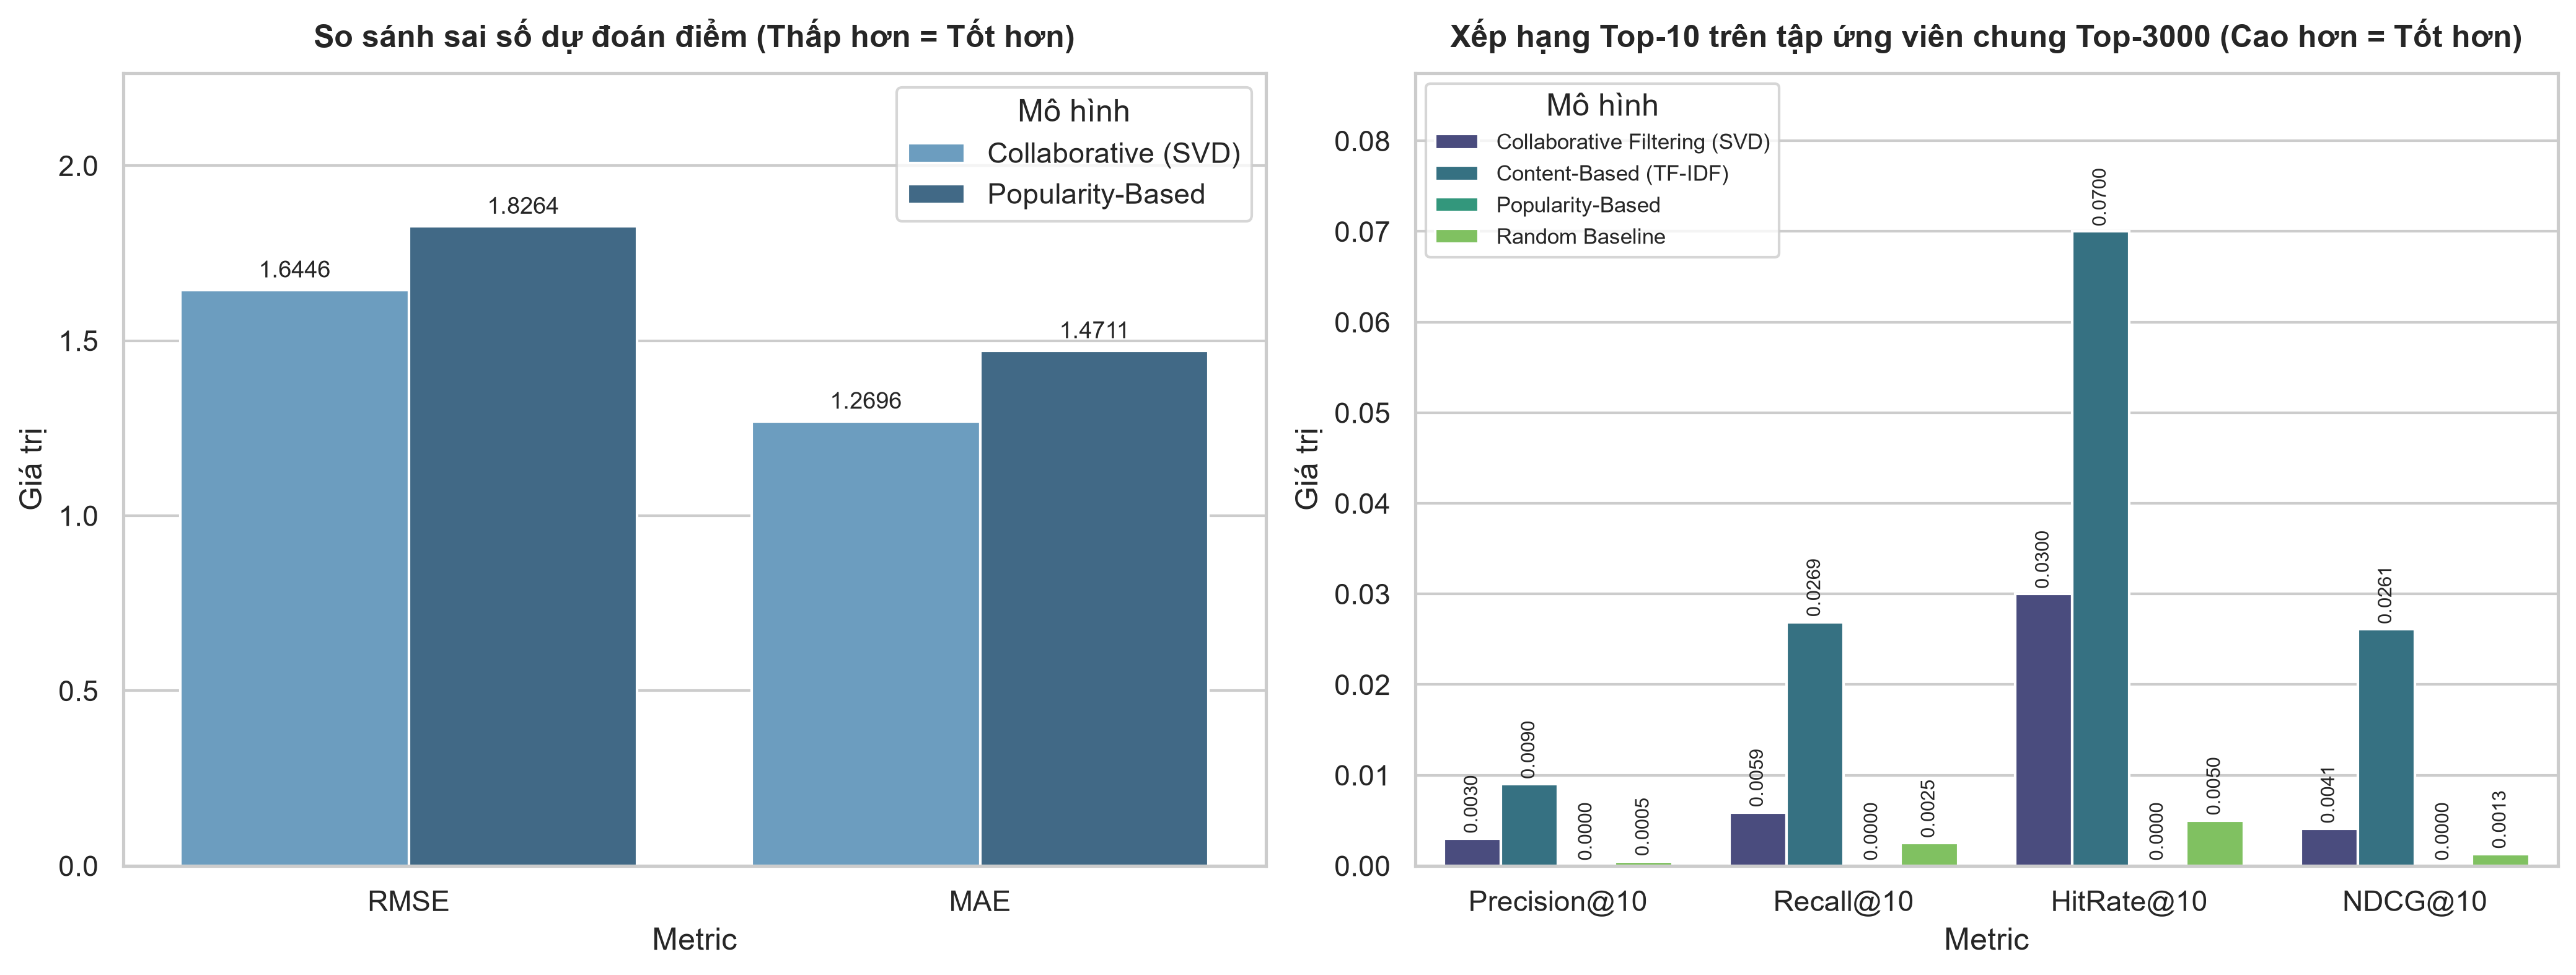 So sánh sai số dự đoán điểm (Thấp hơn = Tốt hơn)
Mô hình
Collaborative (SVD)
Popularity-Based
2.0
1.5
1.0
0.5
0.0
Giá trị
1.6446
1.8264
1.2696
1.4711
RMSE
MAE
Metric
Xếp hạng Top-10 trên tập ứng viên chung Top-3000 (Cao hơn = Tốt hơn)
Mô hình
Collaborative Filtering (SVD)
Content-Based (TF-IDF)
Popularity-Based
Random Baseline
0.08
0.07
0.06
0.05
0.04
0.03
0.02
0.01
0.00
Giá trị
0.0030
0.0090
0.0000
0.0005
0.0059
0.0269
0.0000
0.0025
0.0300
0.0700
0.0000
0.0050
0.0041
0.0261
0.0000
0.0013
Precision@10
Recall@10
HitRate@10
NDCG@10
Metric